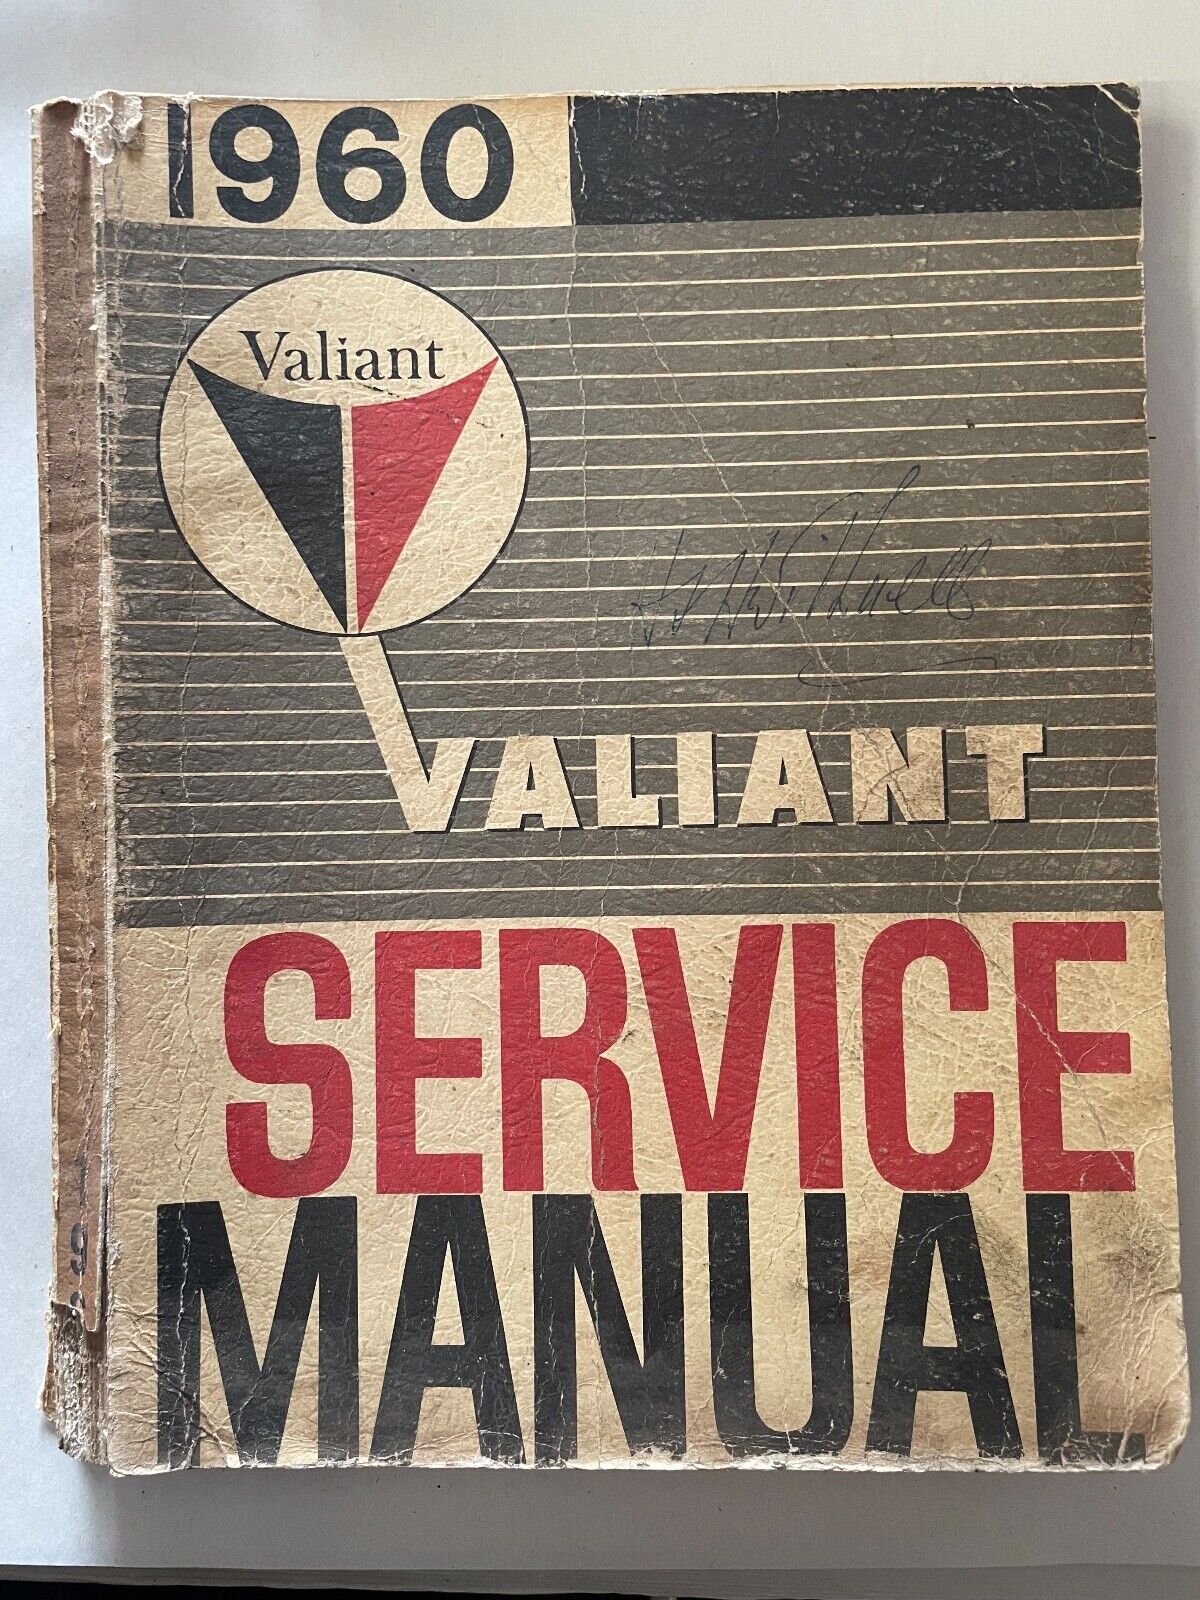 1960
Valiant
VALIANT
SERVICE
MANUAL